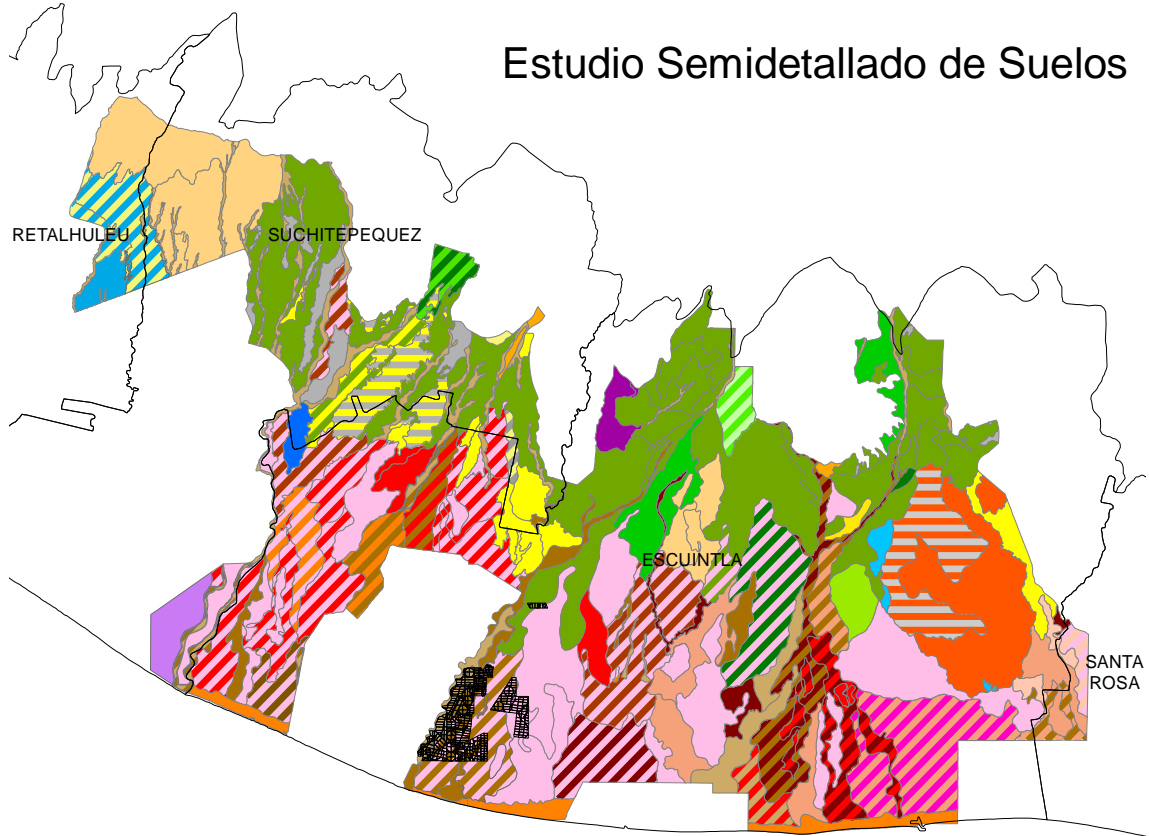 Estudio Semidetallado de Suelos
RETALHULEU
SUCHITEPEQUEZ
ESCUINTLA
SANTA
ROSA